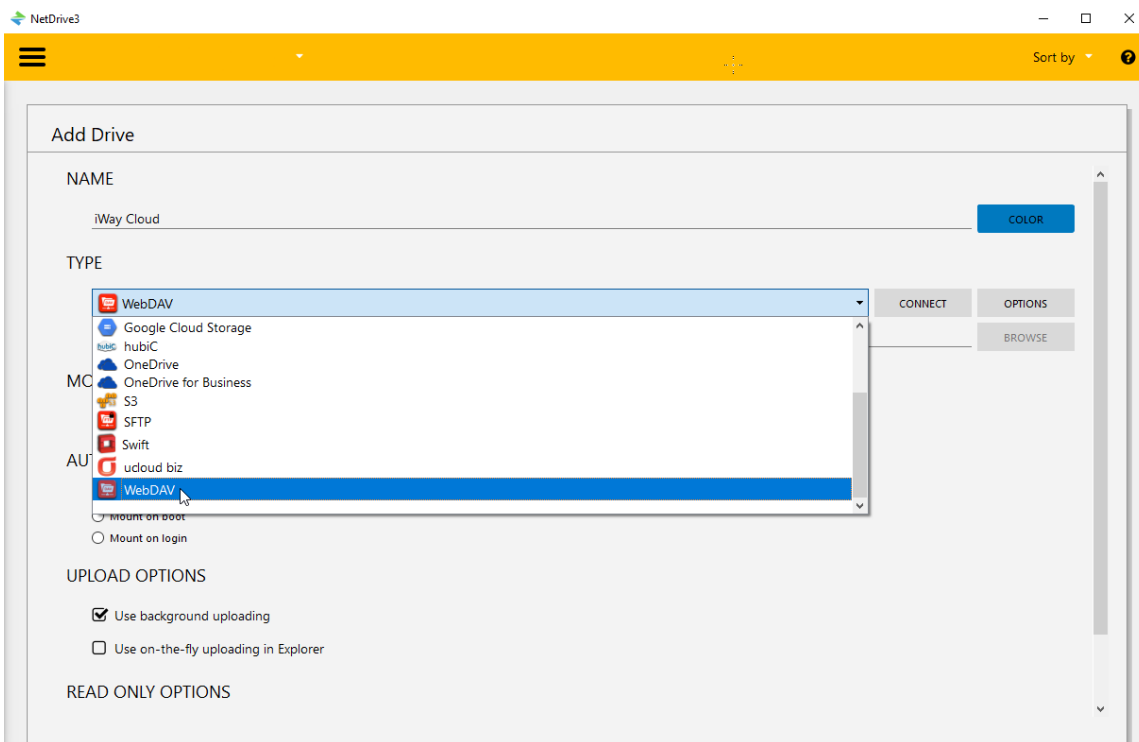 NetDrive3
Sort by
Add Drive
NAME
iWay Cloud
COLOR
TYPE
WebDAV
CONNECT
OPTIONS
Google Cloud Storage
BROWSE
hubiC
OneDrive
OneDrive for Business
MO
S3
SFTP
Swift
AU
ucloud biz
WebDAV
Mount on boot
Mount on login
UPLOAD OPTIONS
Use background uploading
Use on-the-fly uploading in Explorer
READ ONLY OPTIONS